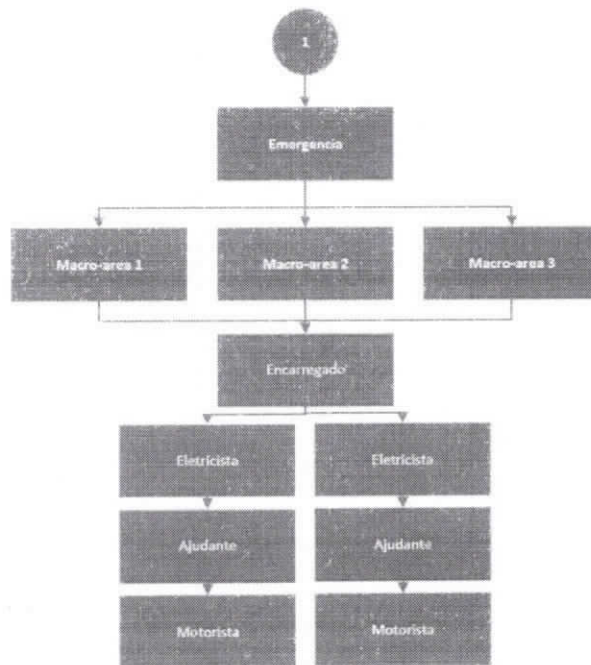 1
Emergencia
Macro-area 1
Macro-area 2
Macro-area 3
Encarregado
Eletricista
Eletricista
Ajudante
Ajudante
Motorista
Motorista